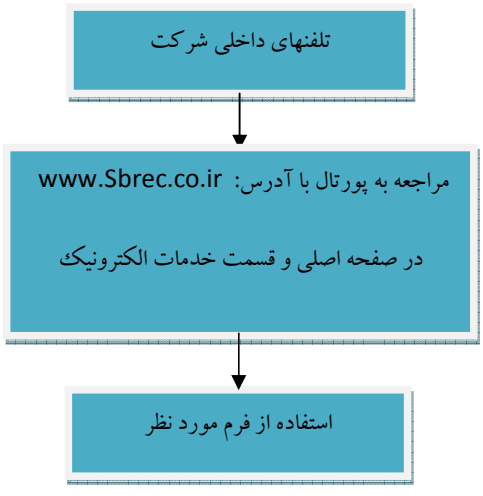 تلفنهای داخلی شرکت
مراجعه به پورتال با آدرس: www.Sbrec.co.ir
در صفحه اصلی و قسمت خدمات الکترونیک
استفاده از فرم مورد نظر